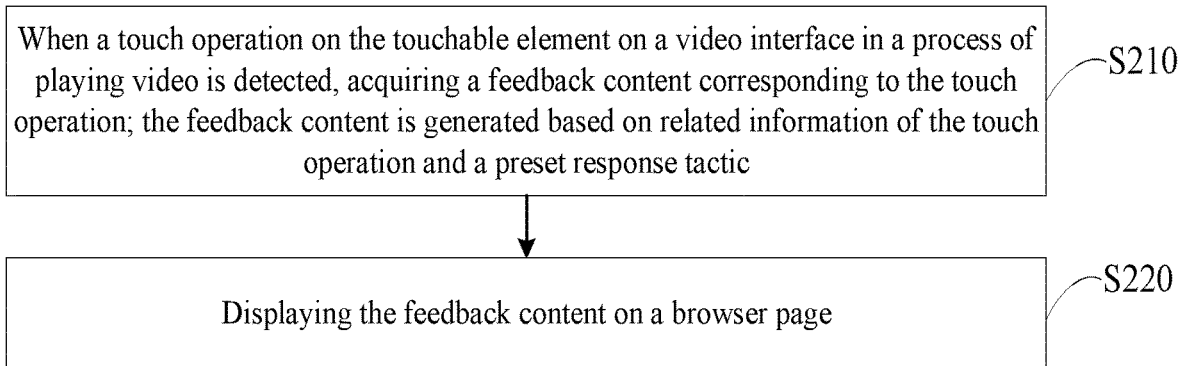 When a touch operation on the touchable element on a video interface in a process of
playing video is detected, acquiring a feedback content corresponding to the touch
operation; the feedback content is generated based on related information of the touch
operation and a preset response tactic
S210
Displaying the feedback content on a browser page
S220